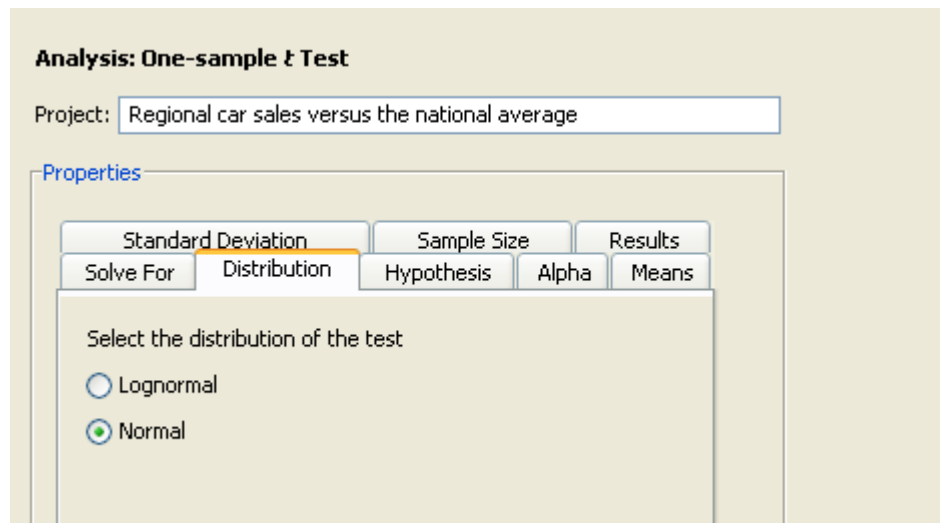 Analysis: One-sample t Test
Project: Regional car sales versus the national average
Properties
Standard Deviation Sample Size Results
Solve For Distribution Hypothesis Alpha Means
Select the distribution of the test
Lognormal
Normal